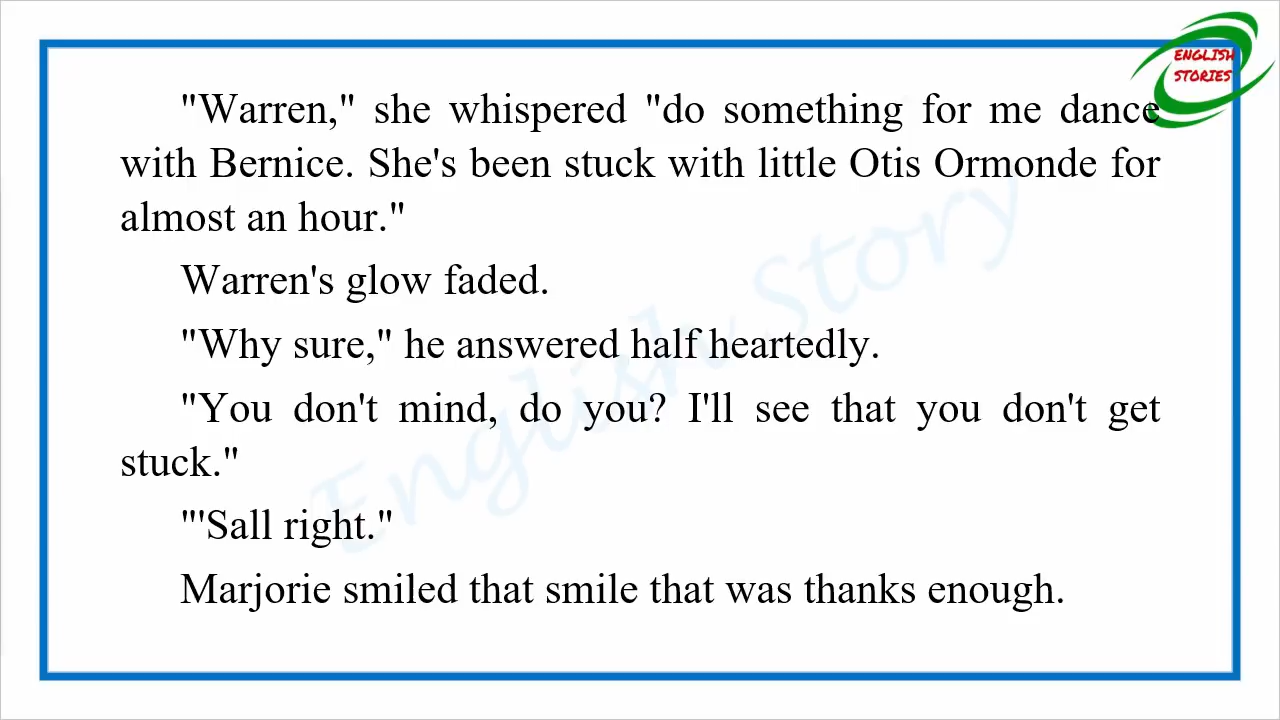 ENGLISH
STORIES
"Warren," she whispered "do something for me dance
with Bernice. She's been stuck with little Otis Ormonde for
almost an hour."
Warren's glow faded.
"Why sure," he answered half heartedly.
"You don't mind, do you? I'll see that you don't get
stuck."
"'Sall right."
Marjorie smiled that smile that was thanks enough.
English Story